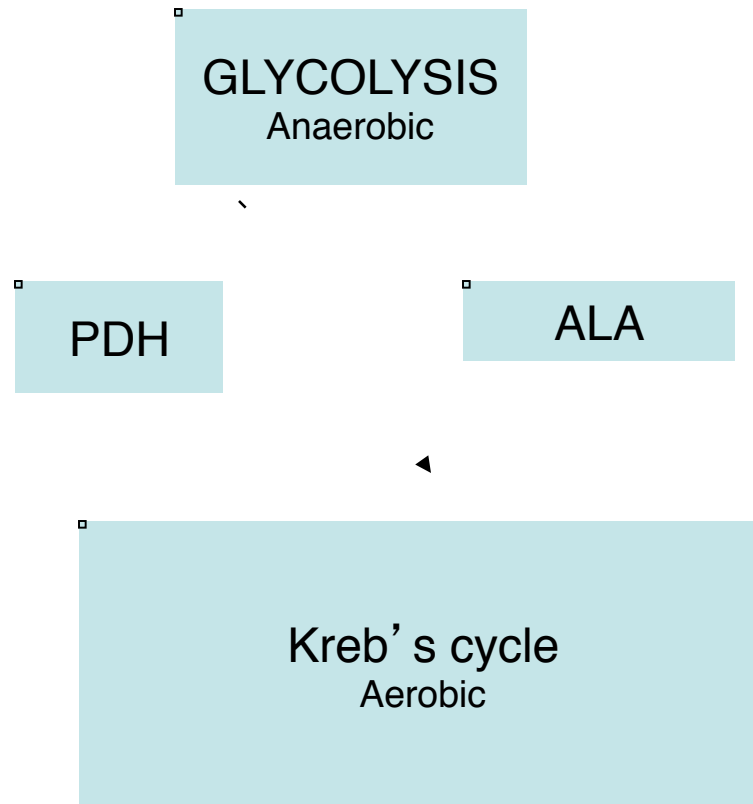 GLYCOLYSIS
Anaerobic
PDH
ALA
Kreb’s cycle
Aerobic